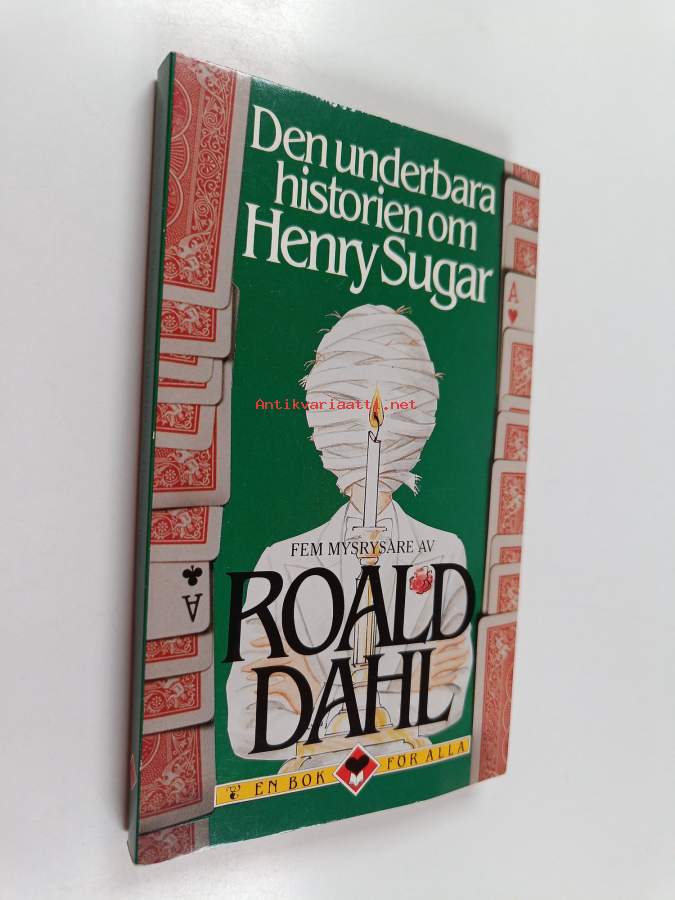 Den underbara
historien om
Henry Sugar
A
Antikvariaatti.net
FEM MYSRYSARE AV
A
ROALD
DAHL
EN BOK FÖR ALLA